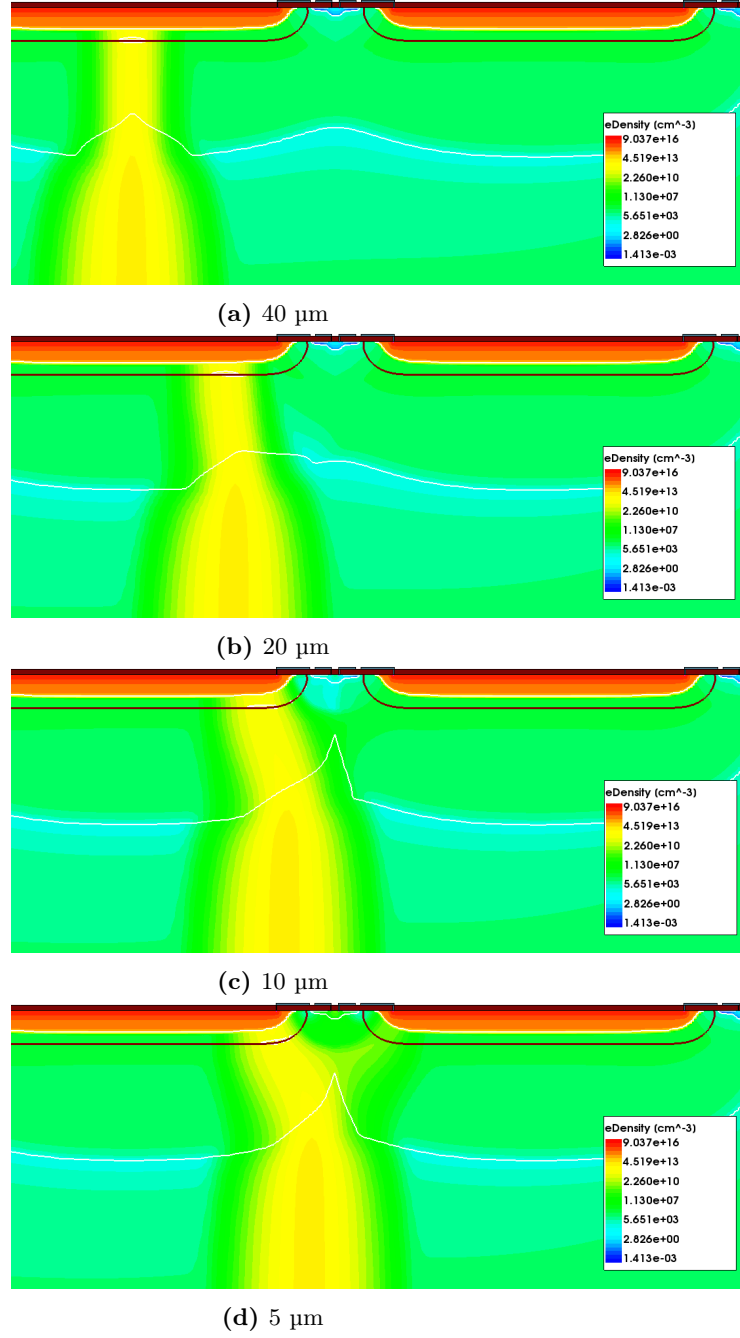 eDensity (cm^-3)
9.037e+16
4.519e+13
2.260e+10
1.130e+07
5.651e+03
2.826e+00
1.413e-03
(a) 40 µm
eDensity (cm^-3)
9.037e+16
4.519e+13
2.260e+10
1.130e+07
5.651e+03
2.826e+00
1.413e-03
(b) 20 µm
eDensity (cm^-3)
9.037e+16
4.519e+13
2.260e+10
1.130e+07
5.651e+03
2.826e+00
1.413e-03
(c) 10 µm
eDensity (cm^-3)
9.037e+16
4.519e+13
2.260e+10
1.130e+07
5.651e+03
2.826e+00
1.413e-03
(d) 5 µm